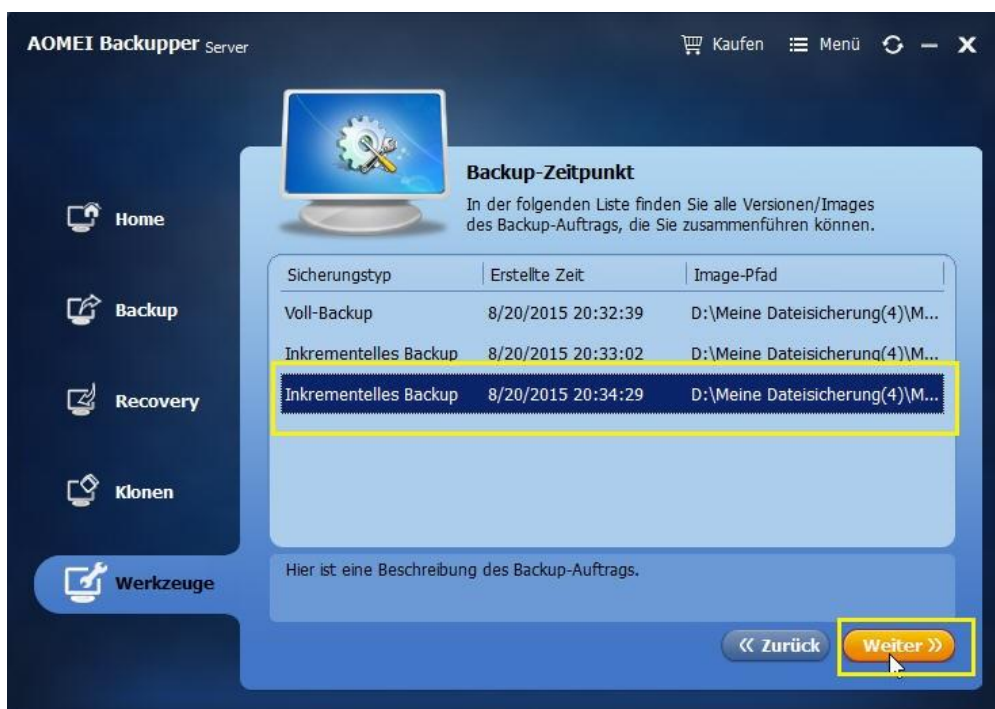 AOMEI Backupper Server
Kaufen
Menü
Home
Backup
Recovery
Klonen
Werkzeuge
Backup-Zeitpunkt
In der folgenden Liste finden Sie alle Versionen/Images
des Backup-Auftrags, die Sie zusammenführen können.
Sicherungstyp Erstellte Zeit Image-Pfad
Voll-Backup 8/20/2015 20:32:39 D:\Meine Dateisicherung(4)\M...
Inkrementelles Backup 8/20/2015 20:33:02 D:\Meine Dateisicherung(4)\M...
Inkrementelles Backup 8/20/2015 20:34:29 D:\Meine Dateisicherung(4)\M...
Hier ist eine Beschreibung des Backup-Auftrags.
« Zurück
Weiter »